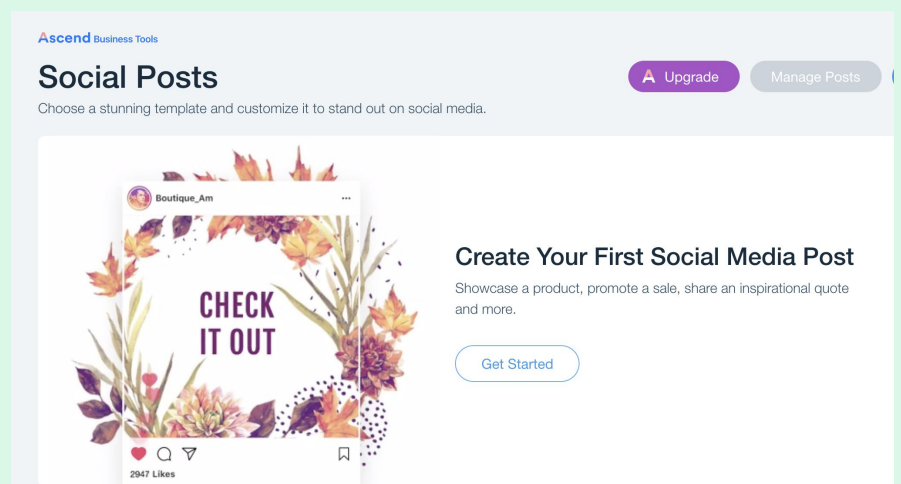 Ascend Business Tools
Social Posts
Upgrade
Manage Posts
Choose a stunning template and customize it to stand out on social media.
Boutique_Am
CHECK
IT OUT
2947 Likes
Create Your First Social Media Post
Showcase a product, promote a sale, share an inspirational quote
and more.
Get Started